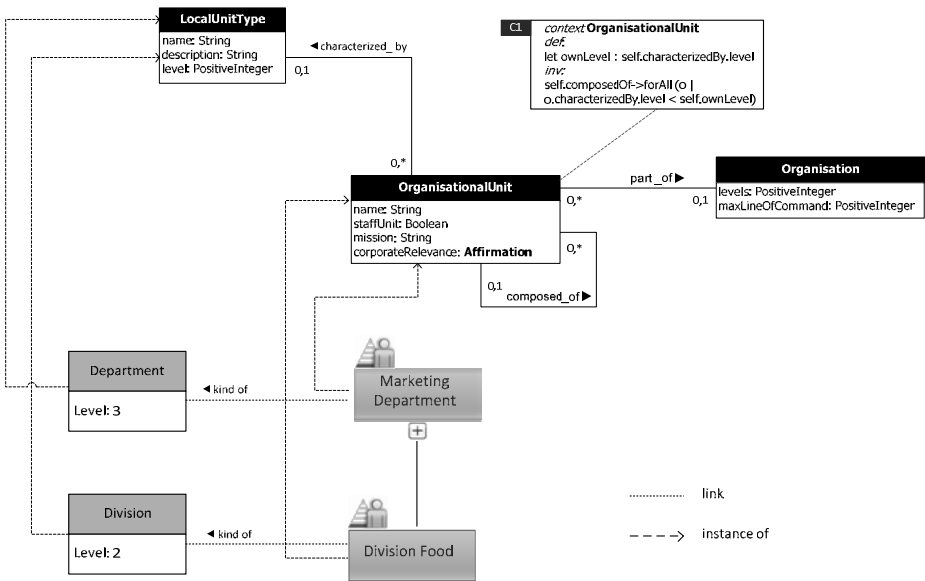 LocalUnitType
name: String
description: String
level: PositiveInteger
◄ characterized_by
0,1
0,*
C1
context OrganisationalUnit
def:
let ownLevel : self.characterizedBy.level
inv:
self.composedOf->forAll (o |
o.characterizedBy.level < self.ownLevel)
OrganisationalUnit
name: String
staffUnit: Boolean
mission: String
corporateRelevance: Affirmation
part_of ►
0,*
0,1
Organisation
levels: PositiveInteger
maxLineOfCommand: PositiveInteger
0,*
0,1
composed_of ►
Department
Level: 3
◄ kind of
Marketing
Department
+
Division
Level: 2
◄ kind of
Division Food
link
instance of